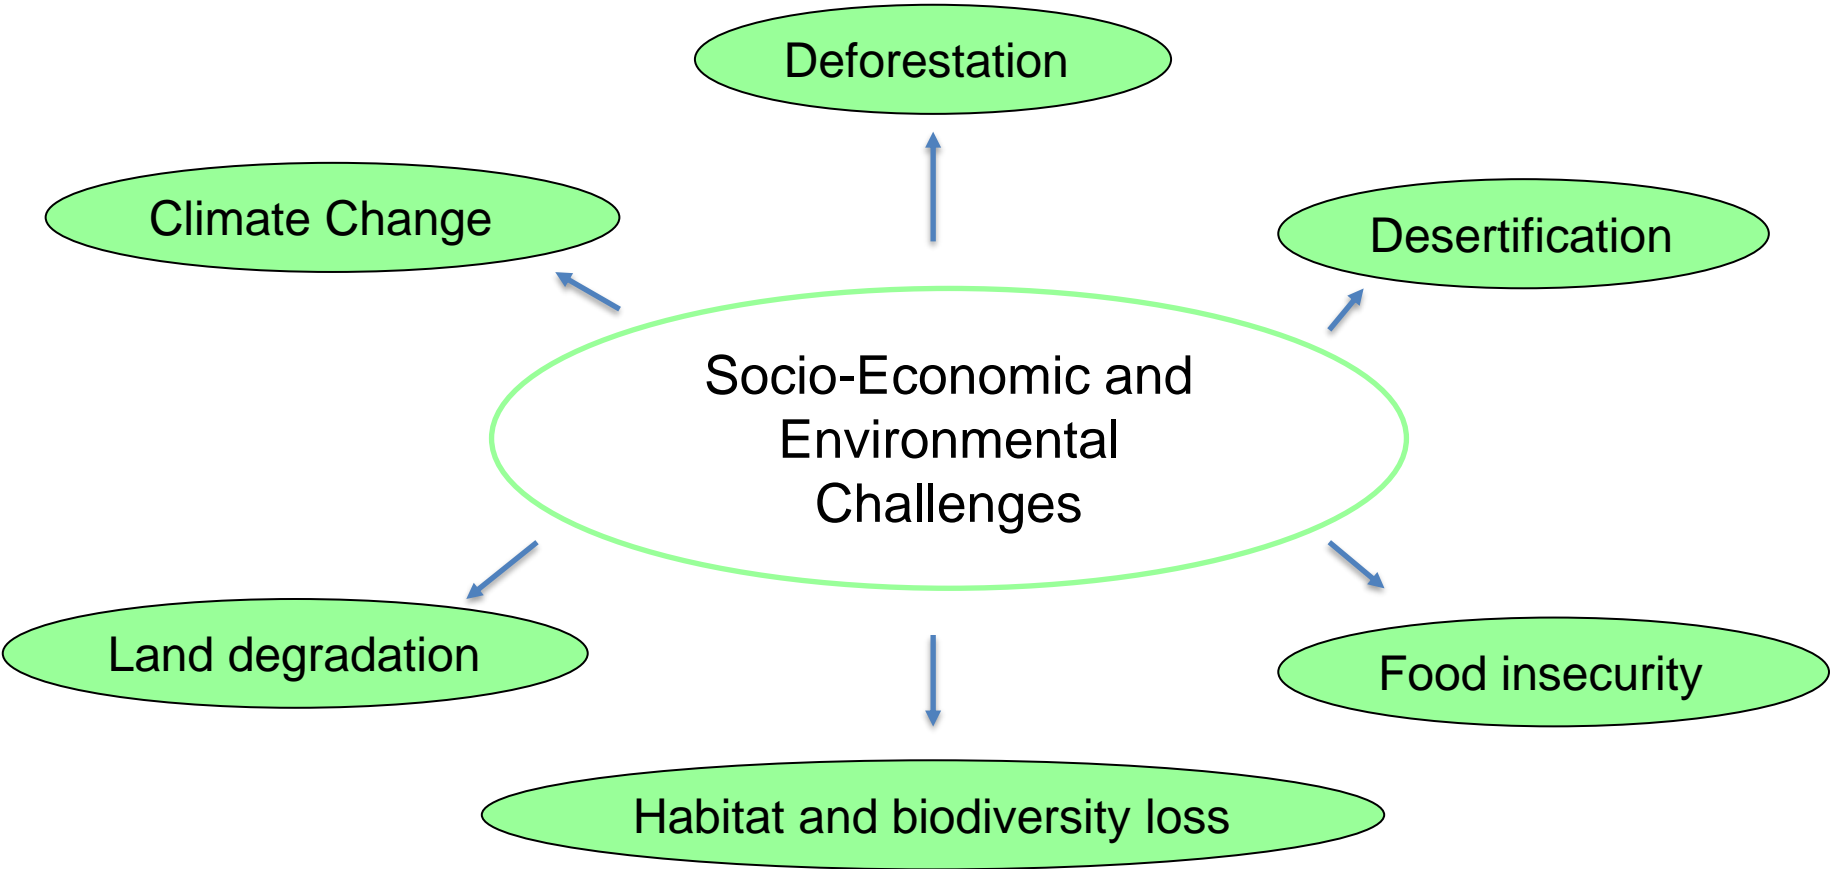 Deforestation
Climate Change
Desertification
Socio-Economic and
Environmental
Challenges
Land degradation
Food insecurity
Habitat and biodiversity loss